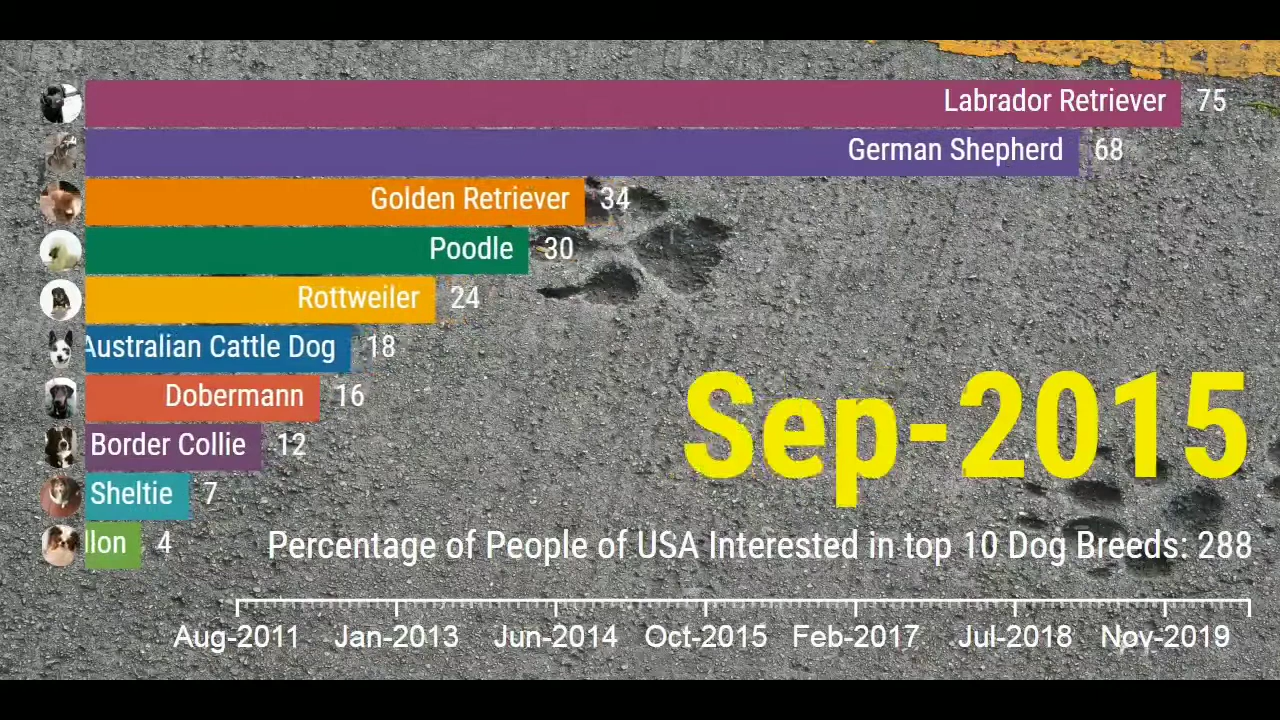 Labrador Retriever 75
German Shepherd 68
Golden Retriever 34
Poodle 30
Rottweiler 24
Australian Cattle Dog 18
Dobermann 16
Border Collie 12
Sheltie 7
llon 4
Sep-2015
Percentage of People of USA Interested in top 10 Dog Breeds: 288
Aug-2011 Jan-2013 Jun-2014 Oct-2015 Feb-2017 Jul-2018 Nov-2019